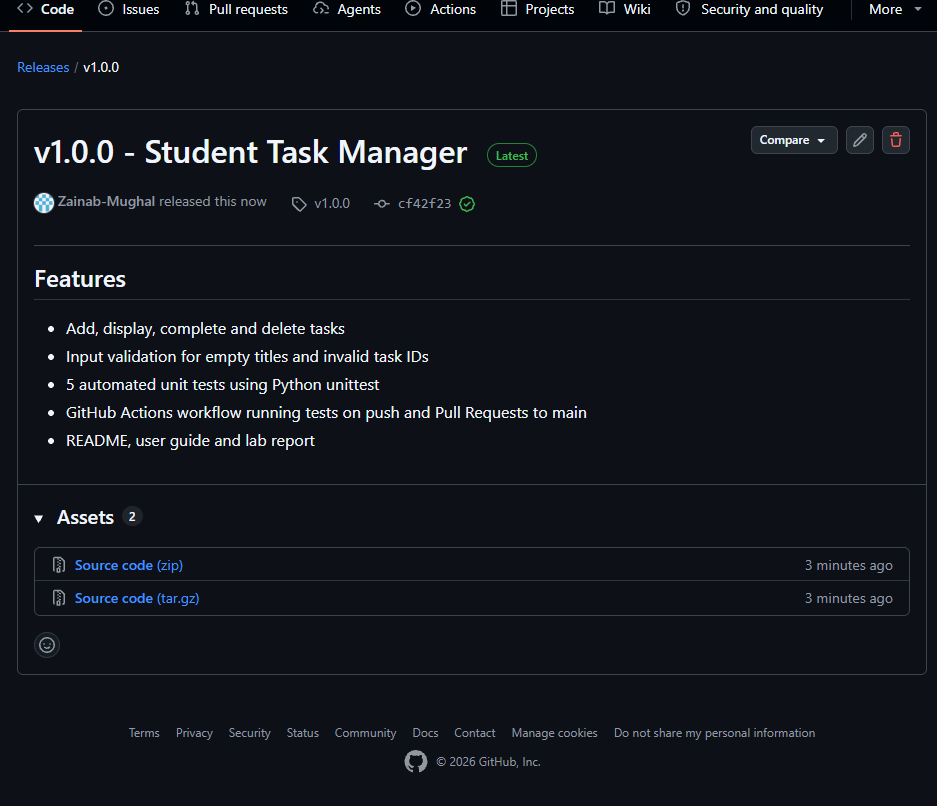 Code Issues Pull requests Agents Actions Projects Wiki Security and quality More
Releases / v1.0.0
v1.0.0 - Student Task Manager Latest Compare
Zainab-Mughal released this now v1.0.0 cf42f23
Features
Add, display, complete and delete tasks
Input validation for empty titles and invalid task IDs
5 automated unit tests using Python unittest
GitHub Actions workflow running tests on push and Pull Requests to main
README, user guide and lab report
Assets 2
Source code (zip) 3 minutes ago
Source code (tar.gz) 3 minutes ago
Terms Privacy Security Status Community Docs Contact Manage cookies Do not share my personal information
© 2026 GitHub, Inc.